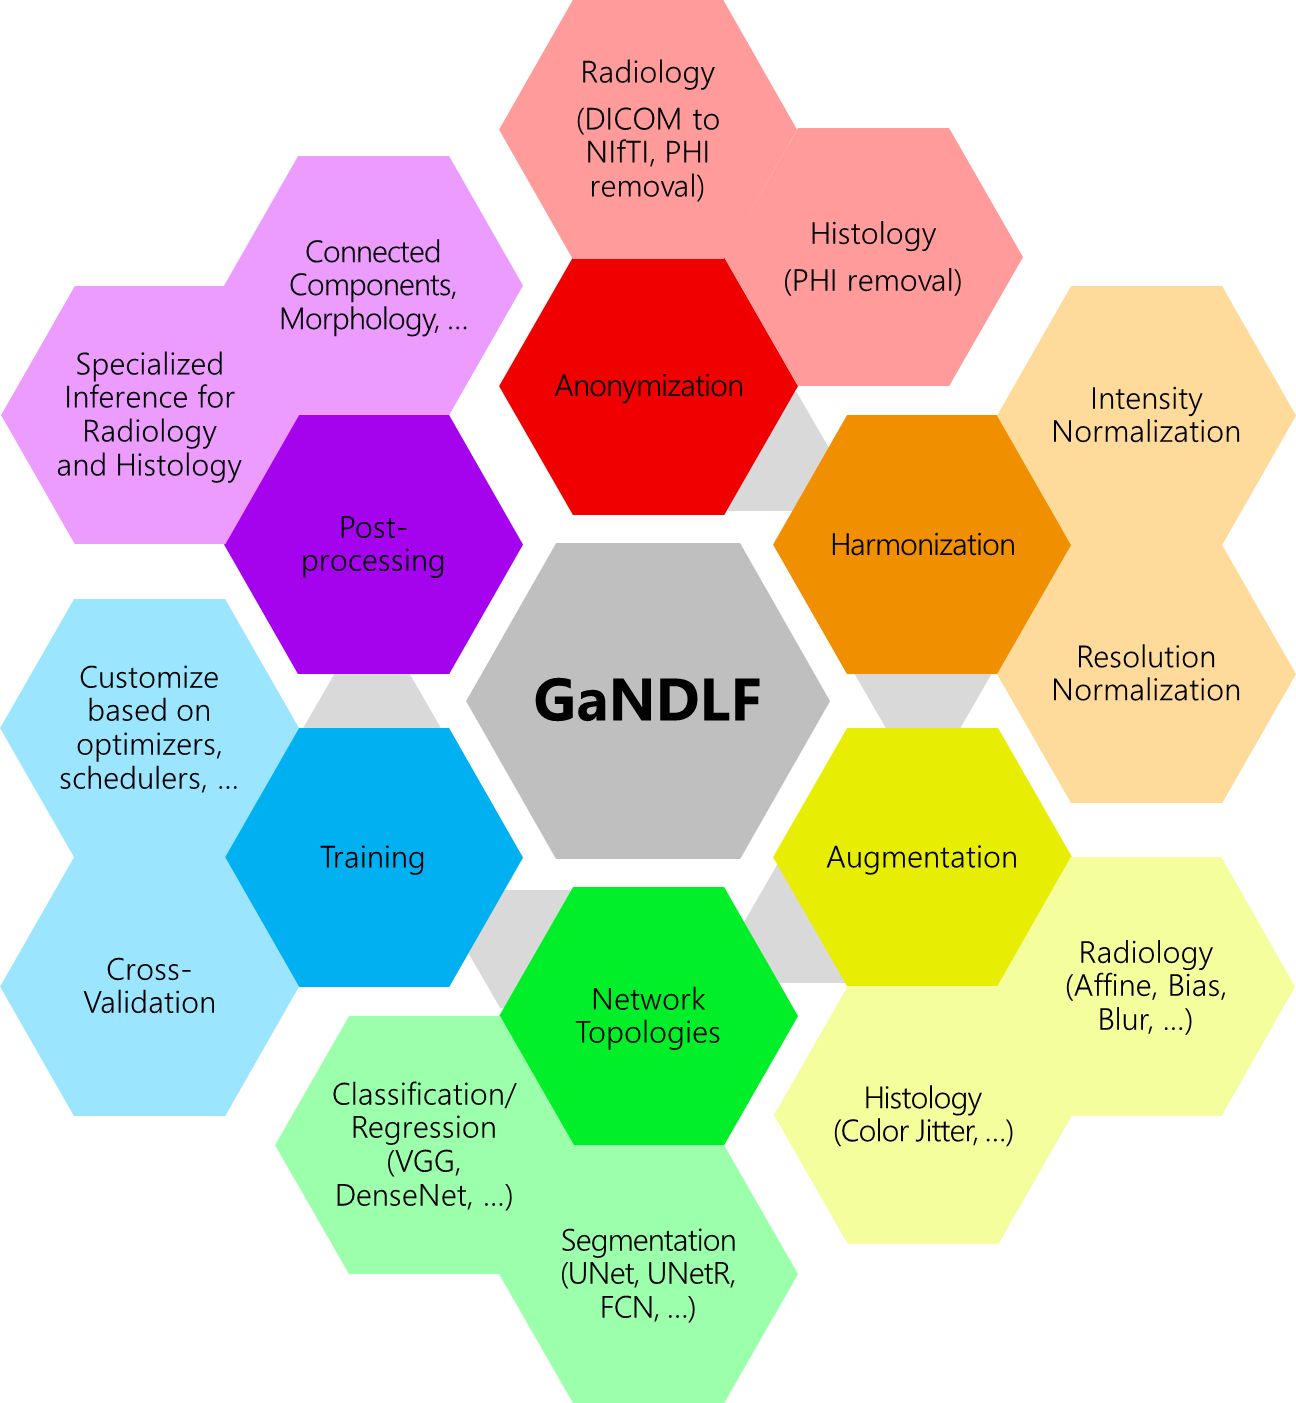 Radiology
(DICOM to
NIfTI, PHI
removal)
Histology
(PHI removal)
Anonymization
Connected
Components,
Morphology, ...
Specialized
Inference for
Radiology
and Histology
Post-
processing
Intensity
Normalization
Harmonization
Resolution
Normalization
GaNDLF
Customize
based on
optimizers,
schedulers, ...
Training
Cross-
Validation
Augmentation
Radiology
(Affine, Bias,
Blur, ...)
Histology
(Color Jitter, ...)
Network
Topologies
Classification/
Regression
(VGG,
DenseNet, ...)
Segmentation
(UNet, UNetR,
FCN, ...)